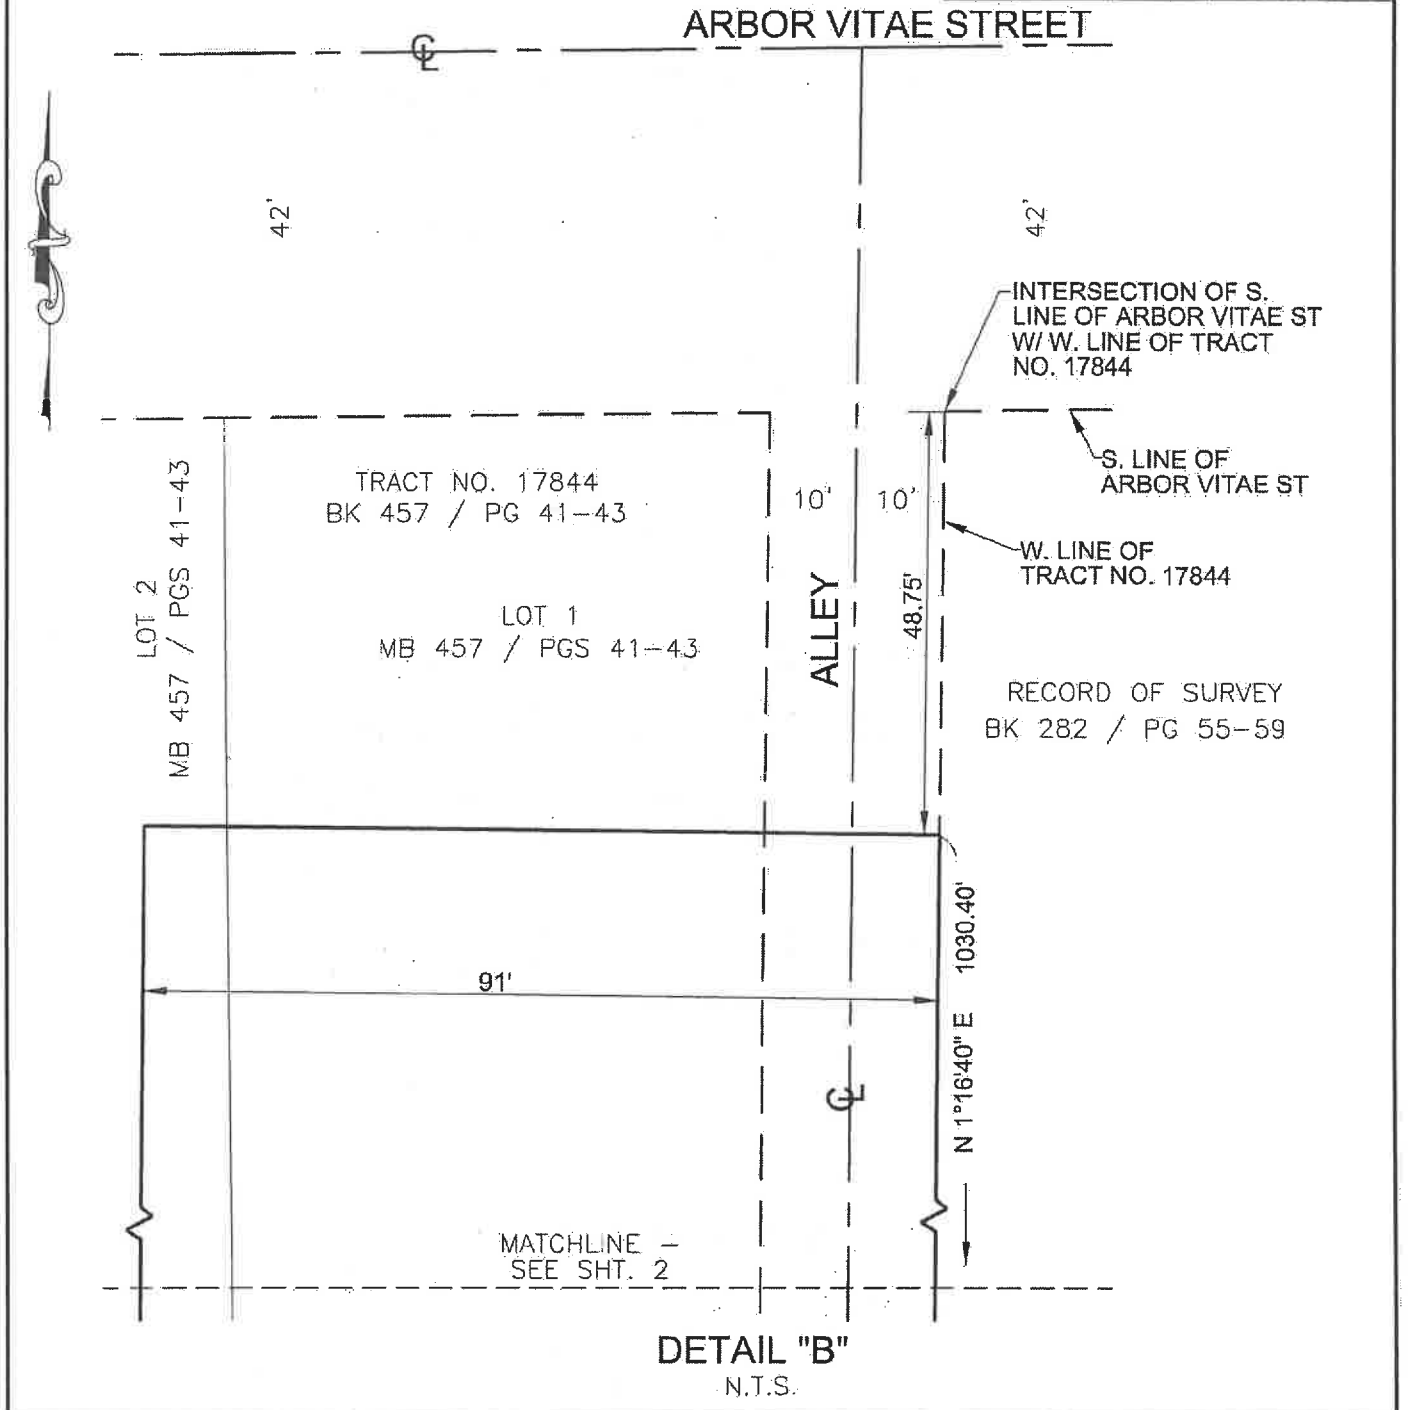 ARBOR VITAE STREET
CL
42'
42'
INTERSECTION OF S.
LINE OF ARBOR VITAE ST
W/ W. LINE OF TRACT
NO. 17844
S. LINE OF
ARBOR VITAE ST
TRACT NO. 17844
BK 457 / PG 41-43
10'
10'
W. LINE OF
TRACT NO. 17844
LOT 2
MB 457 / PGS 41-43
LOT 1
MB 457 / PGS 41-43
ALLEY
48.75'
RECORD OF SURVEY
BK 282 / PG 55-59
91'
N 1°16'40" E 1030.40'
CL
MATCHLINE -
SEE SHT. 2
DETAIL "B"
N.T.S.